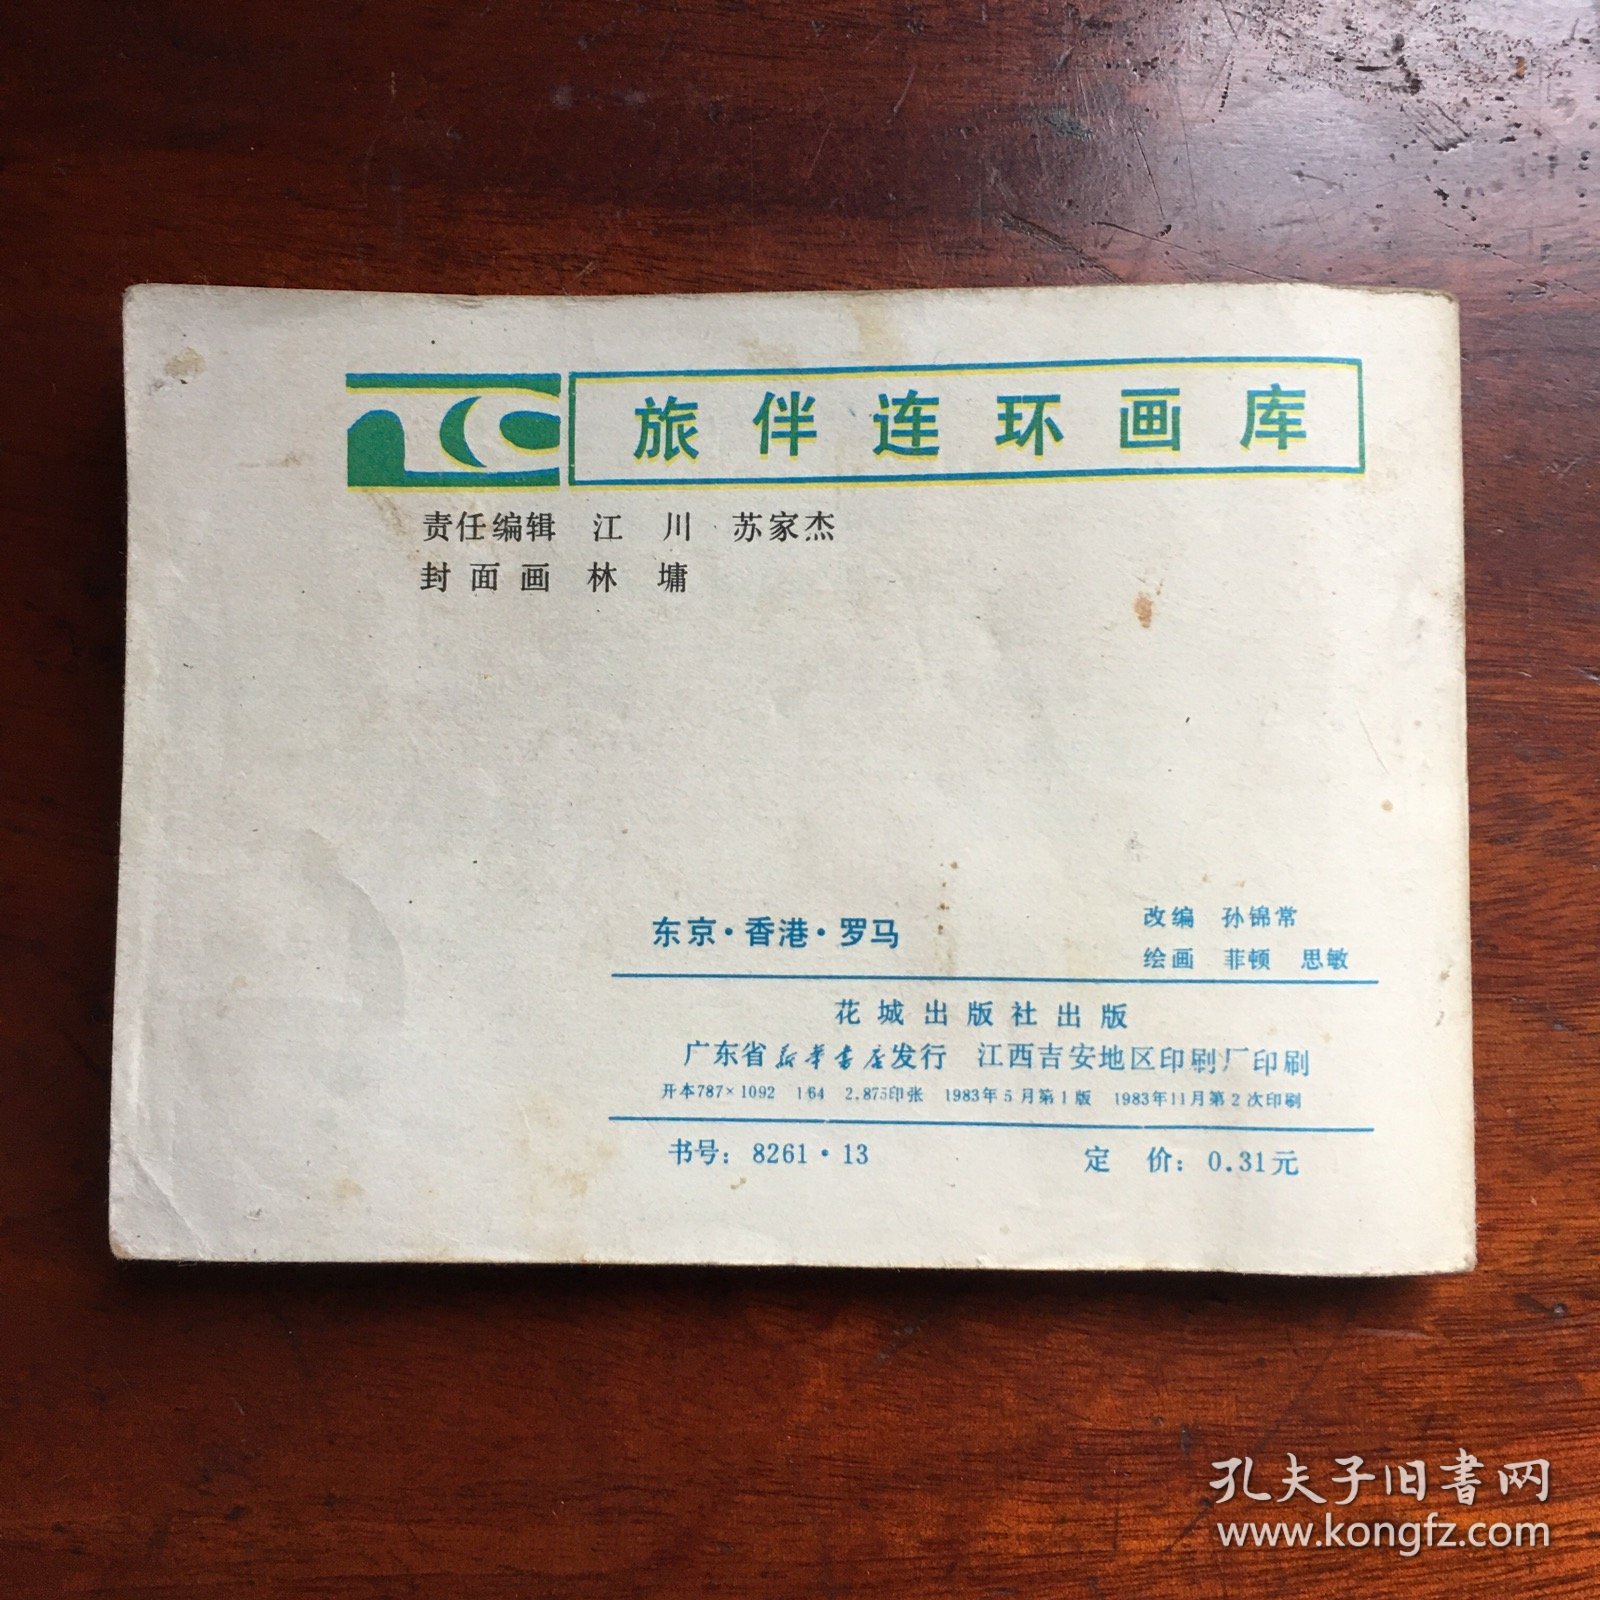 旅伴连环画库
责任编辑 江川 苏家杰
封面画 林墉
东京·香港·罗马
改编 孙锦常
绘画 菲顿 思敏
花城出版社出版
广东省新华书店发行 江西吉安地区印刷厂印刷
开本787×1092 1/64 2.875印张 1983年5月第1版 1983年11月第2次印刷
书号：8261·13 定价：0.31元
孔夫子旧书网
www.kongfz.com